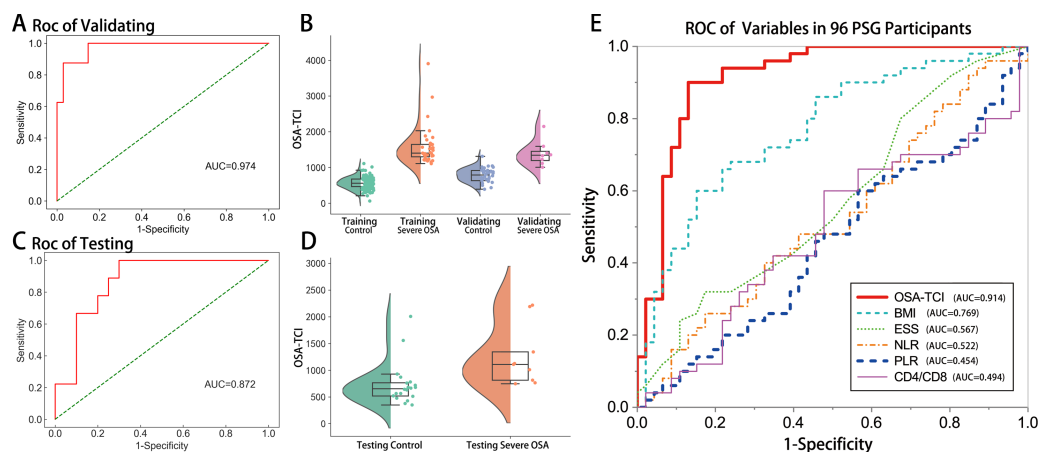 A Roc of Validating
1.0
0.8
0.6
0.4
0.2
0.0
Sensitivity
AUC=0.974
0.0 0.2 0.4 0.6 0.8 1.0
1-Specificity
B
4000
3000
2000
1000
0
OSA-TCI
Training Control
Training Severe OSA
Validating Control
Validating Severe OSA
C Roc of Testing
1.0
0.8
0.6
0.4
0.2
0.0
Sensitivity
AUC=0.872
0.0 0.2 0.4 0.6 0.8 1.0
1-Specificity
D
3000
2500
2000
1500
1000
500
0
OSA-TCI
Testing Control
Testing Severe OSA
E
ROC of Variables in 96 PSG Participants
1.0
0.8
0.6
0.4
0.2
0.0
Sensitivity
OSA-TCI (AUC=0.914)
BMI (AUC=0.769)
ESS (AUC=0.567)
NLR (AUC=0.522)
PLR (AUC=0.454)
CD4/CD8 (AUC=0.494)
0.0 0.2 0.4 0.6 0.8 1.0
1-Specificity